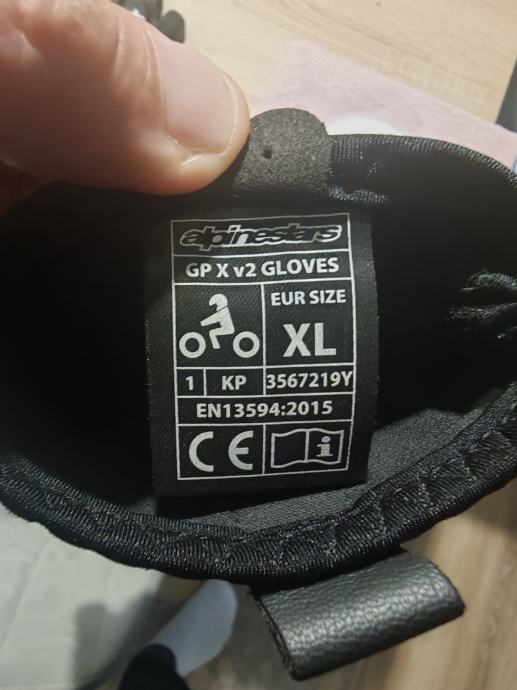 alpinestars
GP X v2 GLOVES
EUR SIZE
XL
1 KP 3567219Y
EN13594:2015
CE i